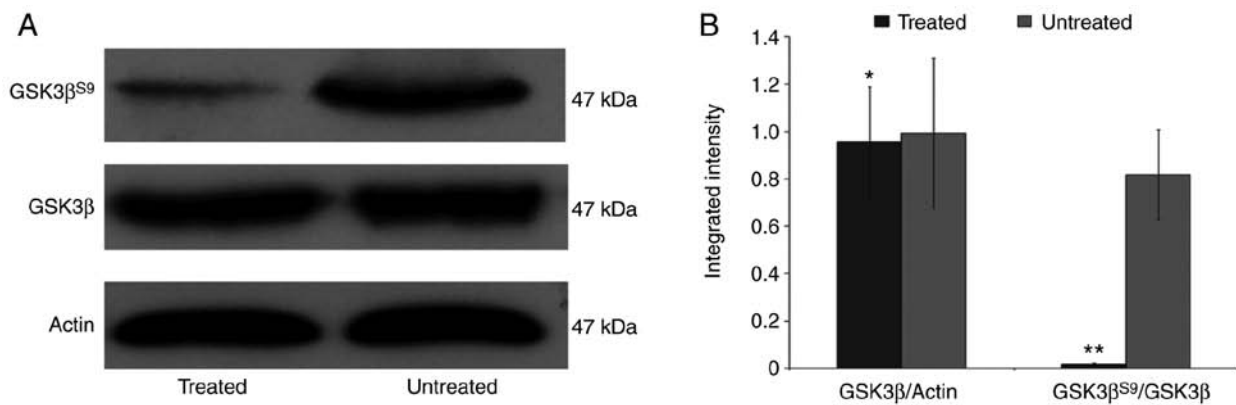 A
GSK3β^S9 47 kDa
GSK3β 47 kDa
Actin 47 kDa
Treated Untreated
B
Treated Untreated
Integrated intensity
1.4
1.2
1.0
0.8
0.6
0.4
0.2
0
*
**
GSK3β/Actin GSK3β^S9/GSK3β